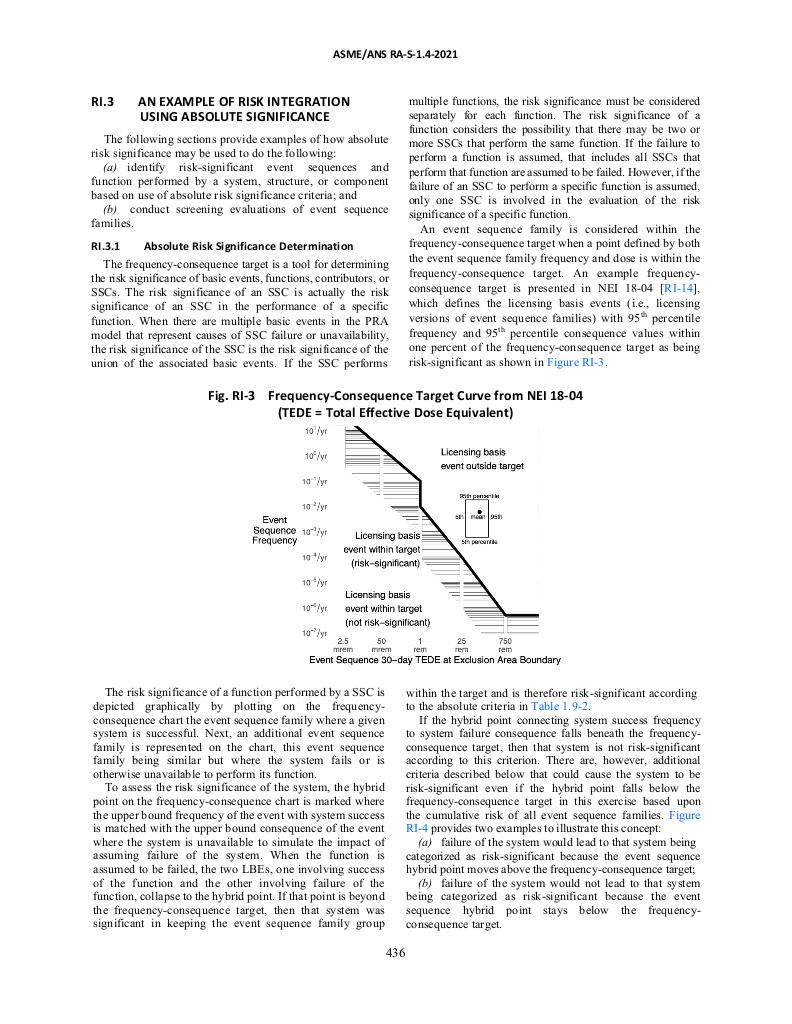 ASME/ANS RA-S-1.4-2021
RI.3 AN EXAMPLE OF RISK INTEGRATION
USING ABSOLUTE SIGNIFICANCE
The following sections provide examples of how absolute
risk significance may be used to do the following:
(a) identify risk-significant event sequences and
function performed by a system, structure, or component
based on use of absolute risk significance criteria; and
(b) conduct screening evaluations of event sequence
families.
RI.3.1 Absolute Risk Significance Determination
The frequency-consequence target is a tool for determining
the risk significance of basic events, functions, contributors, or
SSCs. The risk significance of an SSC is actually the risk
significance of an SSC in the performance of a specific
function. When there are multiple basic events in the PRA
model that represent causes of SSC failure or unavailability,
the risk significance of the SSC is the risk significance of the
union of the associated basic events. If the SSC performs
multiple functions, the risk significance must be considered
separately for each function. The risk significance of a
function considers the possibility that there may be two or
more SSCs that perform the same function. If the failure to
perform a function is assumed, that includes all SSCs that
perform that function are assumed to be failed. However, if the
failure of an SSC to perform a specific function is assumed,
only one SSC is involved in the evaluation of the risk
significance of a specific function.
An event sequence family is considered within the
frequency-consequence target when a point defined by both
the event sequence family frequency and dose is within the
frequency-consequence target. An example frequency-
consequence target is presented in NEI 18-04 [RI-14],
which defines the licensing basis events (i.e., licensing
versions of event sequence families) with 95th percentile
frequency and 95th percentile consequence values within
one percent of the frequency-consequence target as being
risk-significant as shown in Figure RI-3.
Fig. RI-3 Frequency-Consequence Target Curve from NEI 18-04
(TEDE = Total Effective Dose Equivalent)
10¹/yr
10⁰/yr
10⁻¹/yr
10⁻²/yr
10⁻³/yr
10⁻⁴/yr
10⁻⁵/yr
10⁻⁶/yr
10⁻⁷/yr
Event
Sequence
Frequency
Licensing basis
event outside target
95th percentile
5th mean 95th
5th percentile
Licensing basis
event within target
(risk–significant)
Licensing basis
event within target
(not risk–significant)
2.5 50 1 25 750
mrem mrem rem rem rem
Event Sequence 30–day TEDE at Exclusion Area Boundary
The risk significance of a function performed by a SSC is
depicted graphically by plotting on the frequency-
consequence chart the event sequence family where a given
system is successful. Next, an additional event sequence
family is represented on the chart, this event sequence
family being similar but where the system fails or is
otherwise unavailable to perform its function.
To assess the risk significance of the system, the hybrid
point on the frequency-consequence chart is marked where
the upper bound frequency of the event with system success
is matched with the upper bound consequence of the event
where the system is unavailable to simulate the impact of
assuming failure of the system. When the function is
assumed to be failed, the two LBEs, one involving success
of the function and the other involving failure of the
function, collapse to the hybrid point. If that point is beyond
the frequency-consequence target, then that system was
significant in keeping the event sequence family group
within the target and is therefore risk-significant according
to the absolute criteria in Table 1.9-2.
If the hybrid point connecting system success frequency
to system failure consequence falls beneath the frequency-
consequence target, then that system is not risk-significant
according to this criterion. There are, however, additional
criteria described below that could cause the system to be
risk-significant even if the hybrid point falls below the
frequency-consequence target in this exercise based upon
the cumulative risk of all event sequence families. Figure
RI-4 provides two examples to illustrate this concept:
(a) failure of the system would lead to that system being
categorized as risk-significant because the event sequence
hybrid point moves above the frequency-consequence target;
(b) failure of the system would not lead to that system
being categorized as risk-significant because the event
sequence hybrid point stays below the frequency-
consequence target.
436